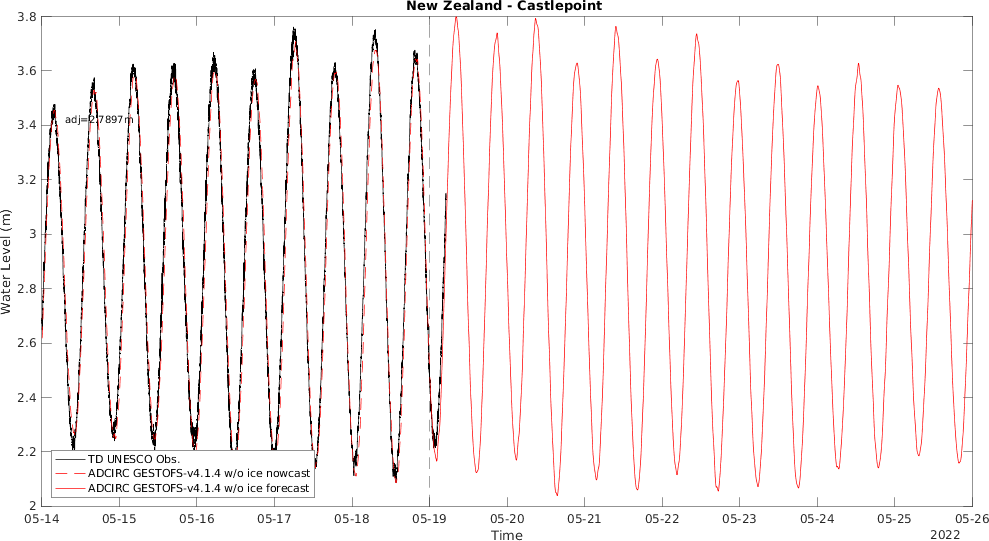 New Zealand - Castlepoint
3.8
3.6
3.4
3.2
3
2.8
2.6
2.4
2.2
2
Water Level (m)
adj=2.7897m
TD UNESCO Obs.
ADCIRC GESTOFS-v4.1.4 w/o ice nowcast
ADCIRC GESTOFS-v4.1.4 w/o ice forecast
05-14 05-15 05-16 05-17 05-18 05-19 05-20 05-21 05-22 05-23 05-24 05-25 05-26
Time
2022